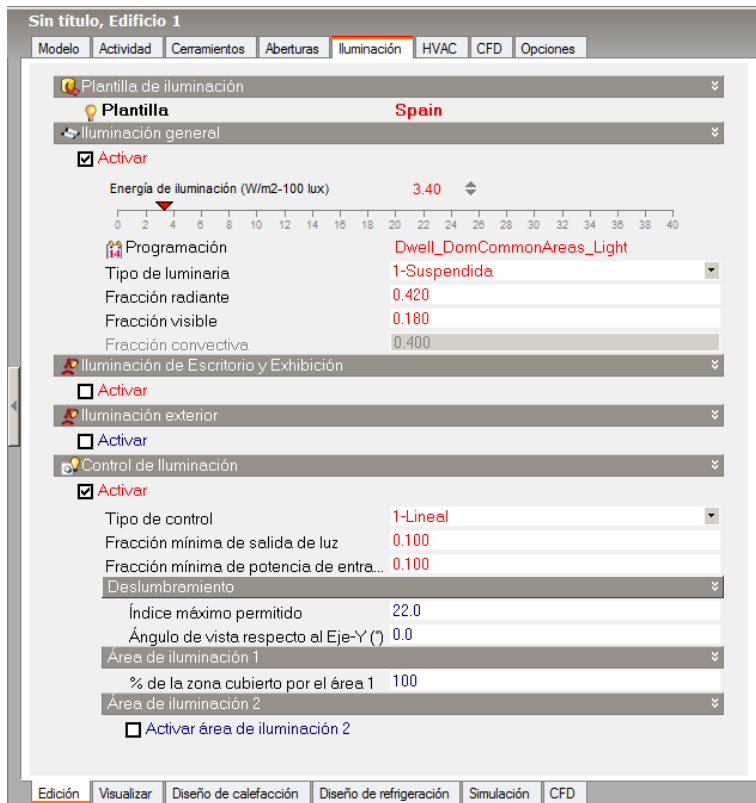 Sin título, Edificio 1
Modelo Actividad Cerramientos Aberturas Iluminación HVAC CFD Opciones
Plantilla de iluminación
Plantilla Spain
Iluminación general
Activar
Energía de iluminación (W/m2-100 lux) 3.40
0 2 4 6 8 10 12 14 16 18 20 22 24 26 28 30 32 34 36 38 40
14 Programación Dwell_DomCommonAreas_Light
Tipo de luminaria 1-Suspendida
Fracción radiante 0.420
Fracción visible 0.180
Fracción convectiva 0.400
Iluminación de Escritorio y Exhibición
Activar
Iluminación exterior
Activar
Control de Iluminación
Activar
Tipo de control 1-Lineal
Fracción mínima de salida de luz 0.100
Fracción mínima de potencia de entra... 0.100
Deslumbramiento
Índice máximo permitido 22.0
Ángulo de vista respecto al Eje-Y (°) 0.0
Área de iluminación 1
% de la zona cubierto por el área 1 100
Área de iluminación 2
Activar área de iluminación 2
Edición Visualizar Diseño de calefacción Diseño de refrigeración Simulación CFD